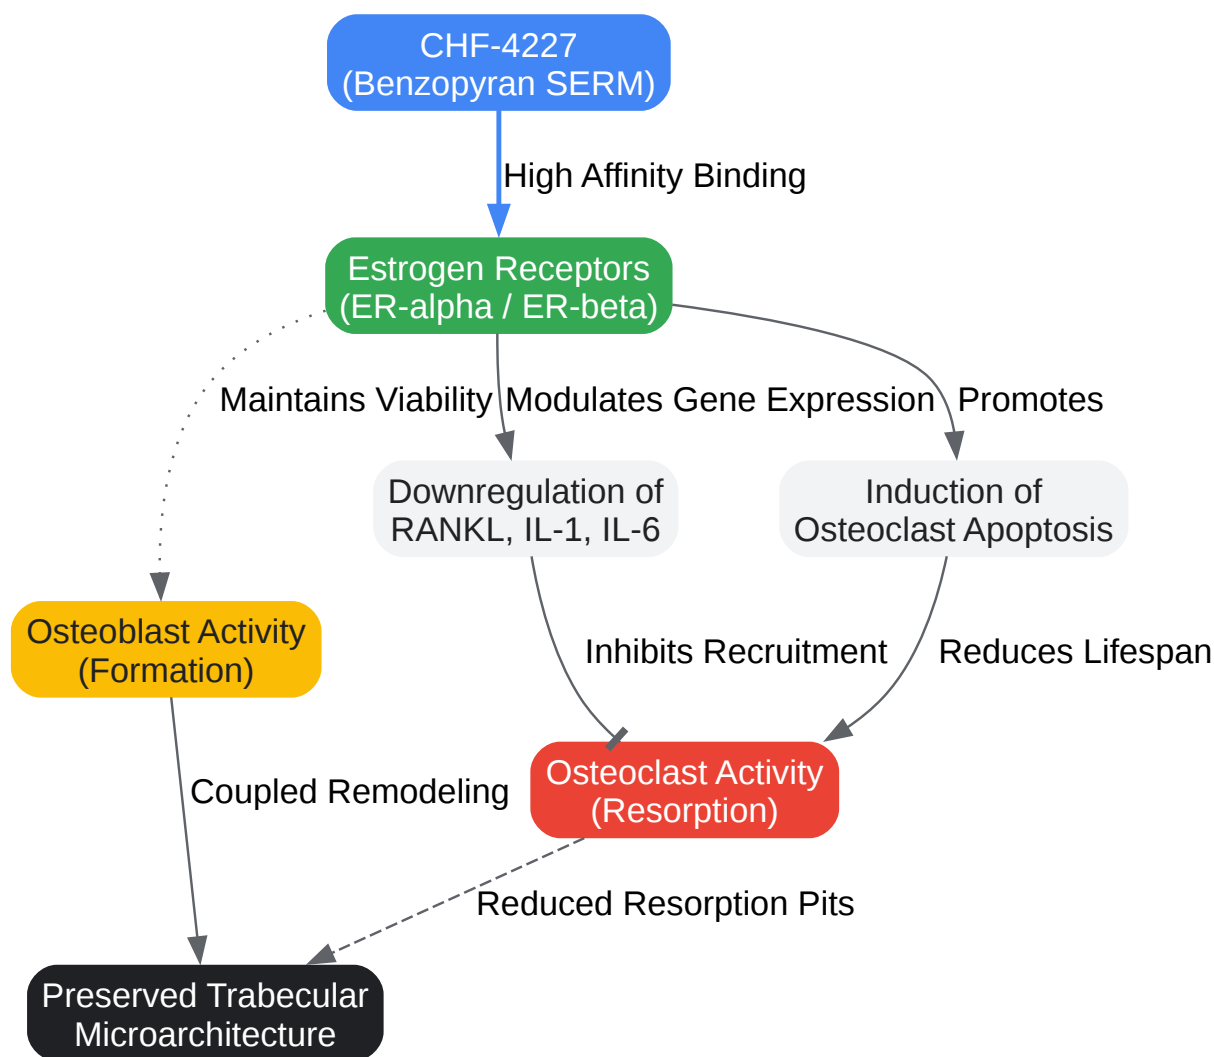 CHF-4227
(Benzopyran SERM)
High Affinity Binding
Estrogen Receptors
(ER-alpha / ER-beta)
Maintains Viability
Modulates Gene Expression
Promotes
Downregulation of
RANKL, IL-1, IL-6
Induction of
Osteoclast Apoptosis
Osteoblast Activity
(Formation)
Inhibits Recruitment
Reduces Lifespan
Osteoclast Activity
(Resorption)
Coupled Remodeling
Reduced Resorption Pits
Preserved Trabecular
Microarchitecture